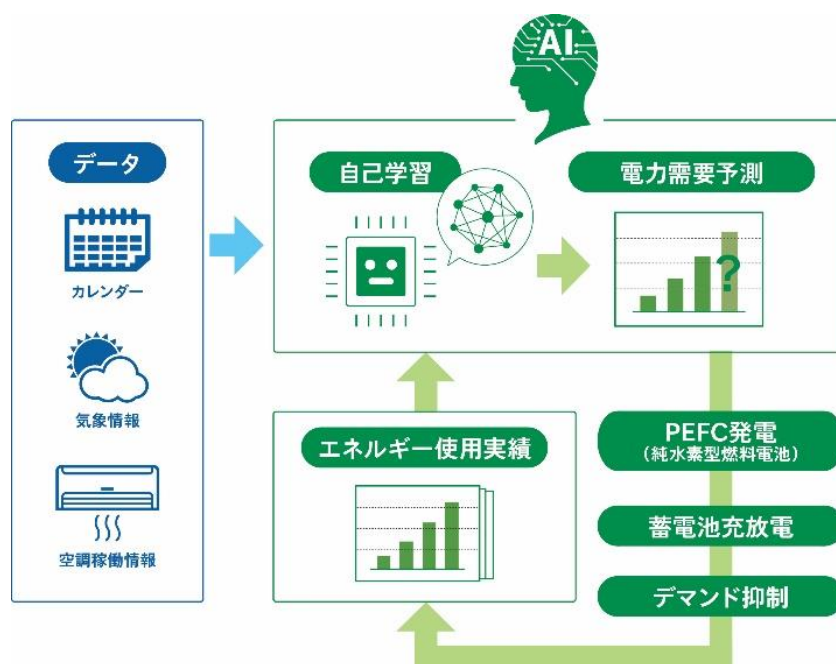 AI
データ
カレンダー
気象情報
空調稼働情報
自己学習
電力需要予測
?
エネルギー使用実績
PEFC発電
(純水素型燃料電池)
蓄電池充放電
デマンド抑制